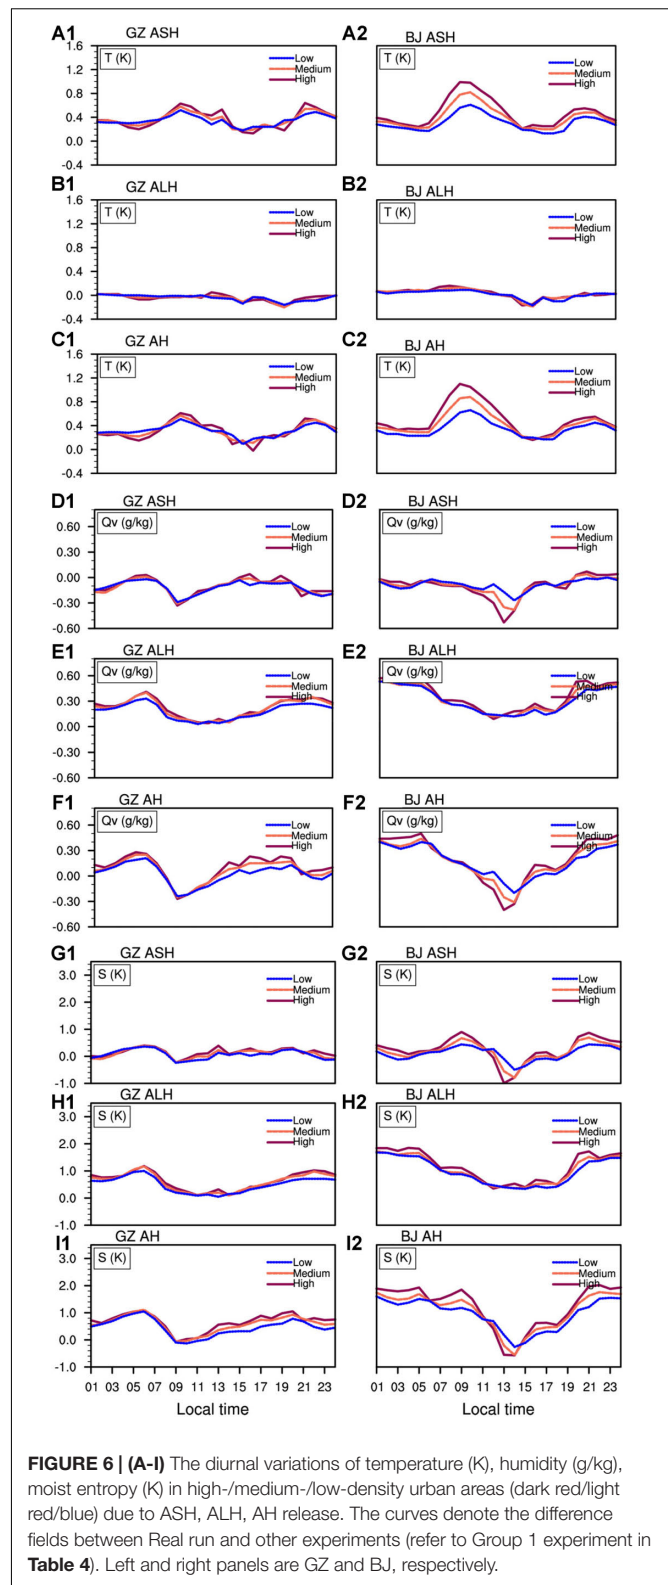 A1 GZ ASH A2 BJ ASH
1.6
1.2
0.8
0.4
0.0
-0.4
T (K)
Low
Medium
High
T (K)
Low
Medium
High
B1 GZ ALH B2 BJ ALH
1.6
1.2
0.8
0.4
0.0
-0.4
T (K)
Low
Medium
High
T (K)
Low
Medium
High
C1 GZ AH C2 BJ AH
1.6
1.2
0.8
0.4
0.0
-0.4
T (K)
Low
Medium
High
T (K)
Low
Medium
High
D1 GZ ASH D2 BJ ASH
0.60
0.30
0.00
-0.30
-0.60
Qv (g/kg)
Low
Medium
High
Qv (g/kg)
Low
Medium
High
E1 GZ ALH E2 BJ ALH
0.60
0.30
0.00
-0.30
-0.60
Qv (g/kg)
Low
Medium
High
Qv (g/kg)
Low
Medium
High
F1 GZ AH F2 BJ AH
0.60
0.30
0.00
-0.30
-0.60
Qv (g/kg)
Low
Medium
High
Qv (g/kg)
Low
Medium
High
G1 GZ ASH G2 BJ ASH
3.0
2.0
1.0
0.0
-1.0
S (K)
Low
Medium
High
S (K)
Low
Medium
High
H1 GZ ALH H2 BJ ALH
3.0
2.0
1.0
0.0
-1.0
S (K)
Low
Medium
High
S (K)
Low
Medium
High
I1 GZ AH I2 BJ AH
3.0
2.0
1.0
0.0
-1.0
S (K)
Low
Medium
High
S (K)
Low
Medium
High
01 03 05 07 09 11 13 15 17 19 21 23 01 03 05 07 09 11 13 15 17 19 21 23
Local time Local time
FIGURE 6 | (A-I) The diurnal variations of temperature (K), humidity (g/kg),
moist entropy (K) in high-/medium-/low-density urban areas (dark red/light
red/blue) due to ASH, ALH, AH release. The curves denote the difference
fields between Real run and other experiments (refer to Group 1 experiment in
Table 4). Left and right panels are GZ and BJ, respectively.